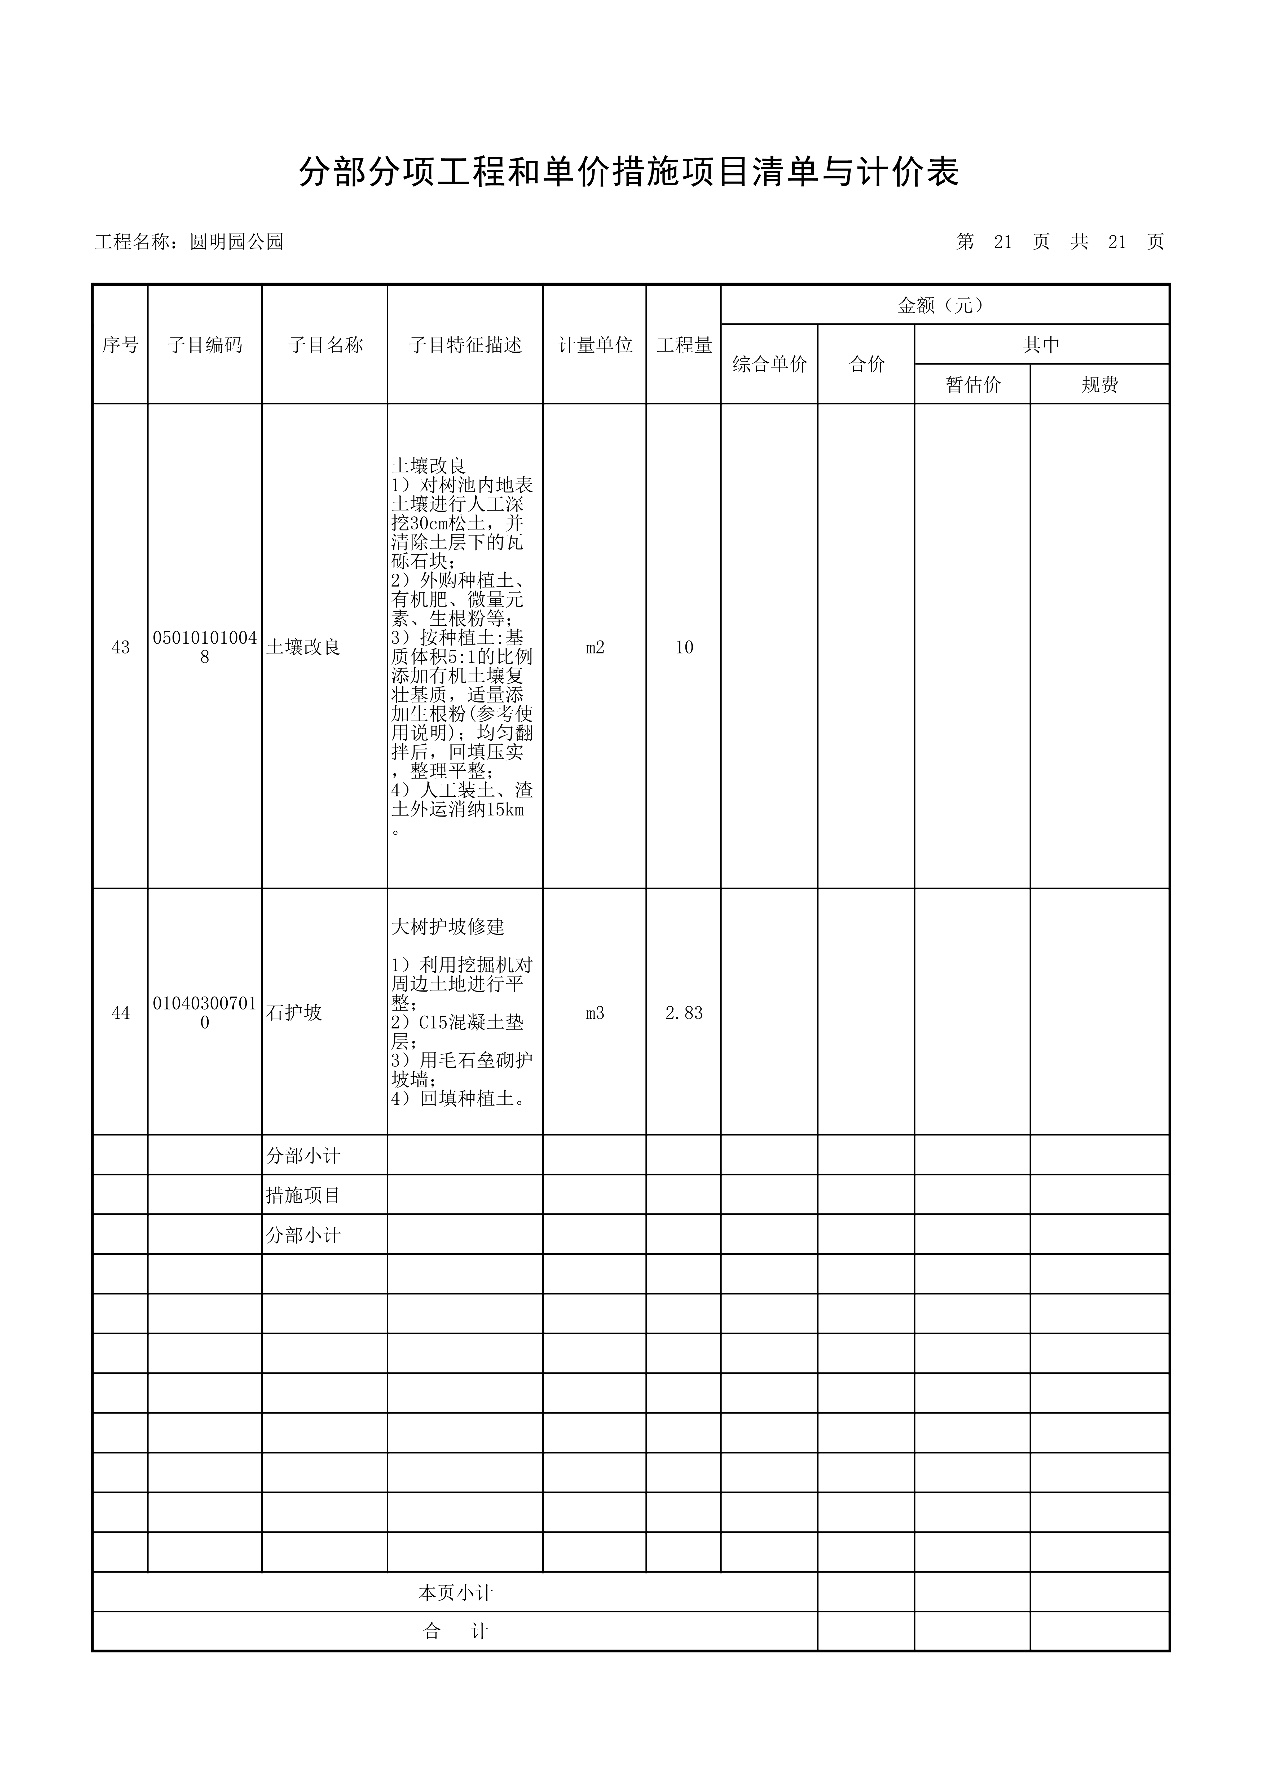 分部分项工程和单价措施项目清单与计价表
工程名称：圆明园公园
第 21 页 共 21 页
序号 子目编码 子目名称 子目特征描述 计量单位 工程量 金额（元）
综合单价 合价 其中
暂估价 规费
土壤改良
1）对树池内地表
土壤进行人工深
挖30cm松土，并
清除土层下的瓦
砾石块；
2）外购种植土、
有机肥、微量元
素、生根粉等；
3）按种植土:基
质体积5:1的比例
添加有机土壤复
壮基质，适量添
加生根粉(参考使
用说明)；均匀翻
拌后，回填压实
，整理平整；
4）人工装土、渣
土外运消纳15km
。
43 05010101004
8
土壤改良 m2 10
大树护坡修建
1）利用挖掘机对
周边土地进行平
整；
2）C15混凝土垫
层；
3）用毛石垒砌护
坡墙；
4）回填种植土。
44 01040300701
0
石护坡 m3 2.83
分部小计
措施项目
分部小计
本页小计
合 计